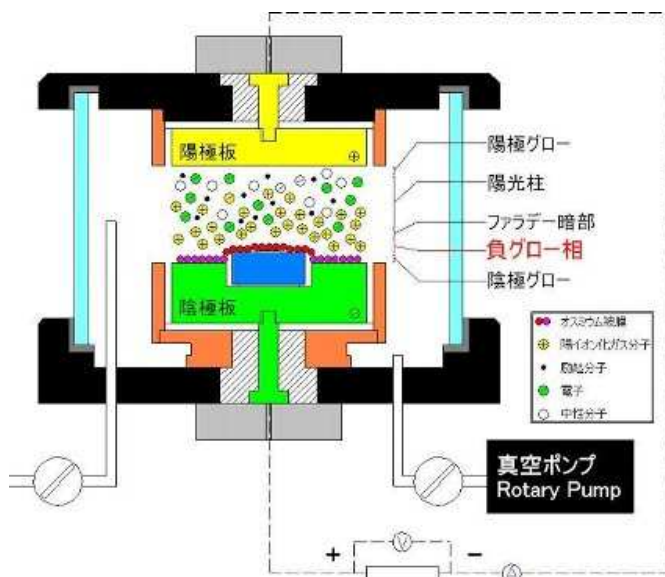 陽極板
陽極グロー
陽光柱
ファラデー暗部
負グロー相
陰極グロー
陰極板
オスミウム被膜
陽イオン化ガス分子
励起分子
電子
中性分子
真空ポンプ
Rotary Pump
+
V
−
A